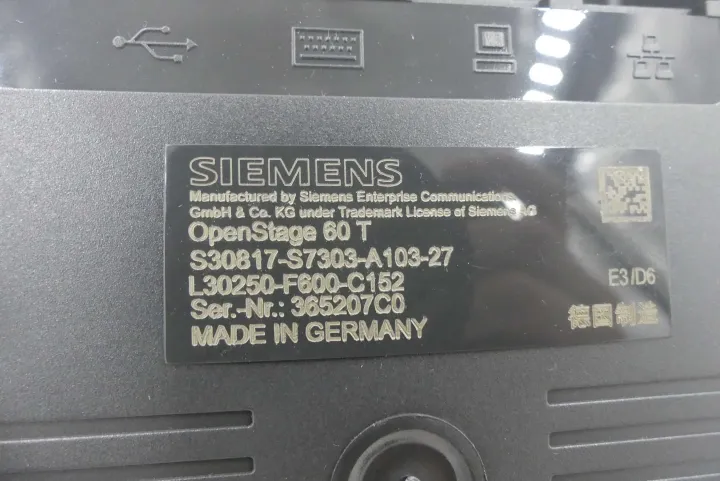 SIEMENS
Manufactured by Siemens Enterprise Communications
GmbH & Co. KG under Trademark License of Siemens AG
OpenStage 60 T
S30817-S7303-A103-27
L30250-F600-C152
E3/D6
Ser.-Nr.: 365207C0
德国制造
MADE IN GERMANY